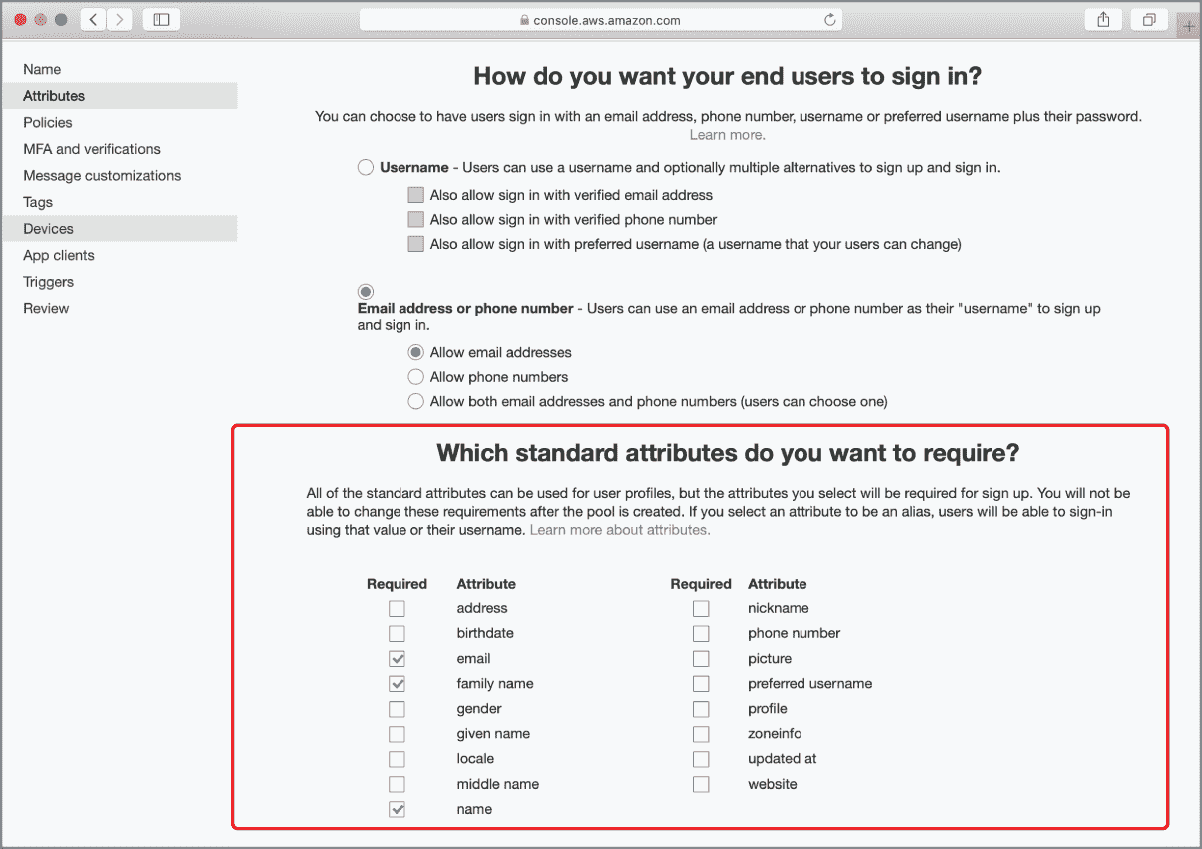 console.aws.amazon.com
Name
Attributes
Policies
MFA and verifications
Message customizations
Tags
Devices
App clients
Triggers
Review
How do you want your end users to sign in?
You can choose to have users sign in with an email address, phone number, username or preferred username plus their password.
Learn more.
Username - Users can use a username and optionally multiple alternatives to sign up and sign in.
Also allow sign in with verified email address
Also allow sign in with verified phone number
Also allow sign in with preferred username (a username that your users can change)
Email address or phone number - Users can use an email address or phone number as their "username" to sign up
and sign in.
Allow email addresses
Allow phone numbers
Allow both email addresses and phone numbers (users can choose one)
Which standard attributes do you want to require?
All of the standard attributes can be used for user profiles, but the attributes you select will be required for sign up. You will not be
able to change these requirements after the pool is created. If you select an attribute to be an alias, users will be able to sign-in
using that value or their username. Learn more about attributes.
Required Attribute
address
birthdate
email
family name
gender
given name
locale
middle name
name
Required Attribute
nickname
phone number
picture
preferred username
profile
zoneinfo
updated at
website